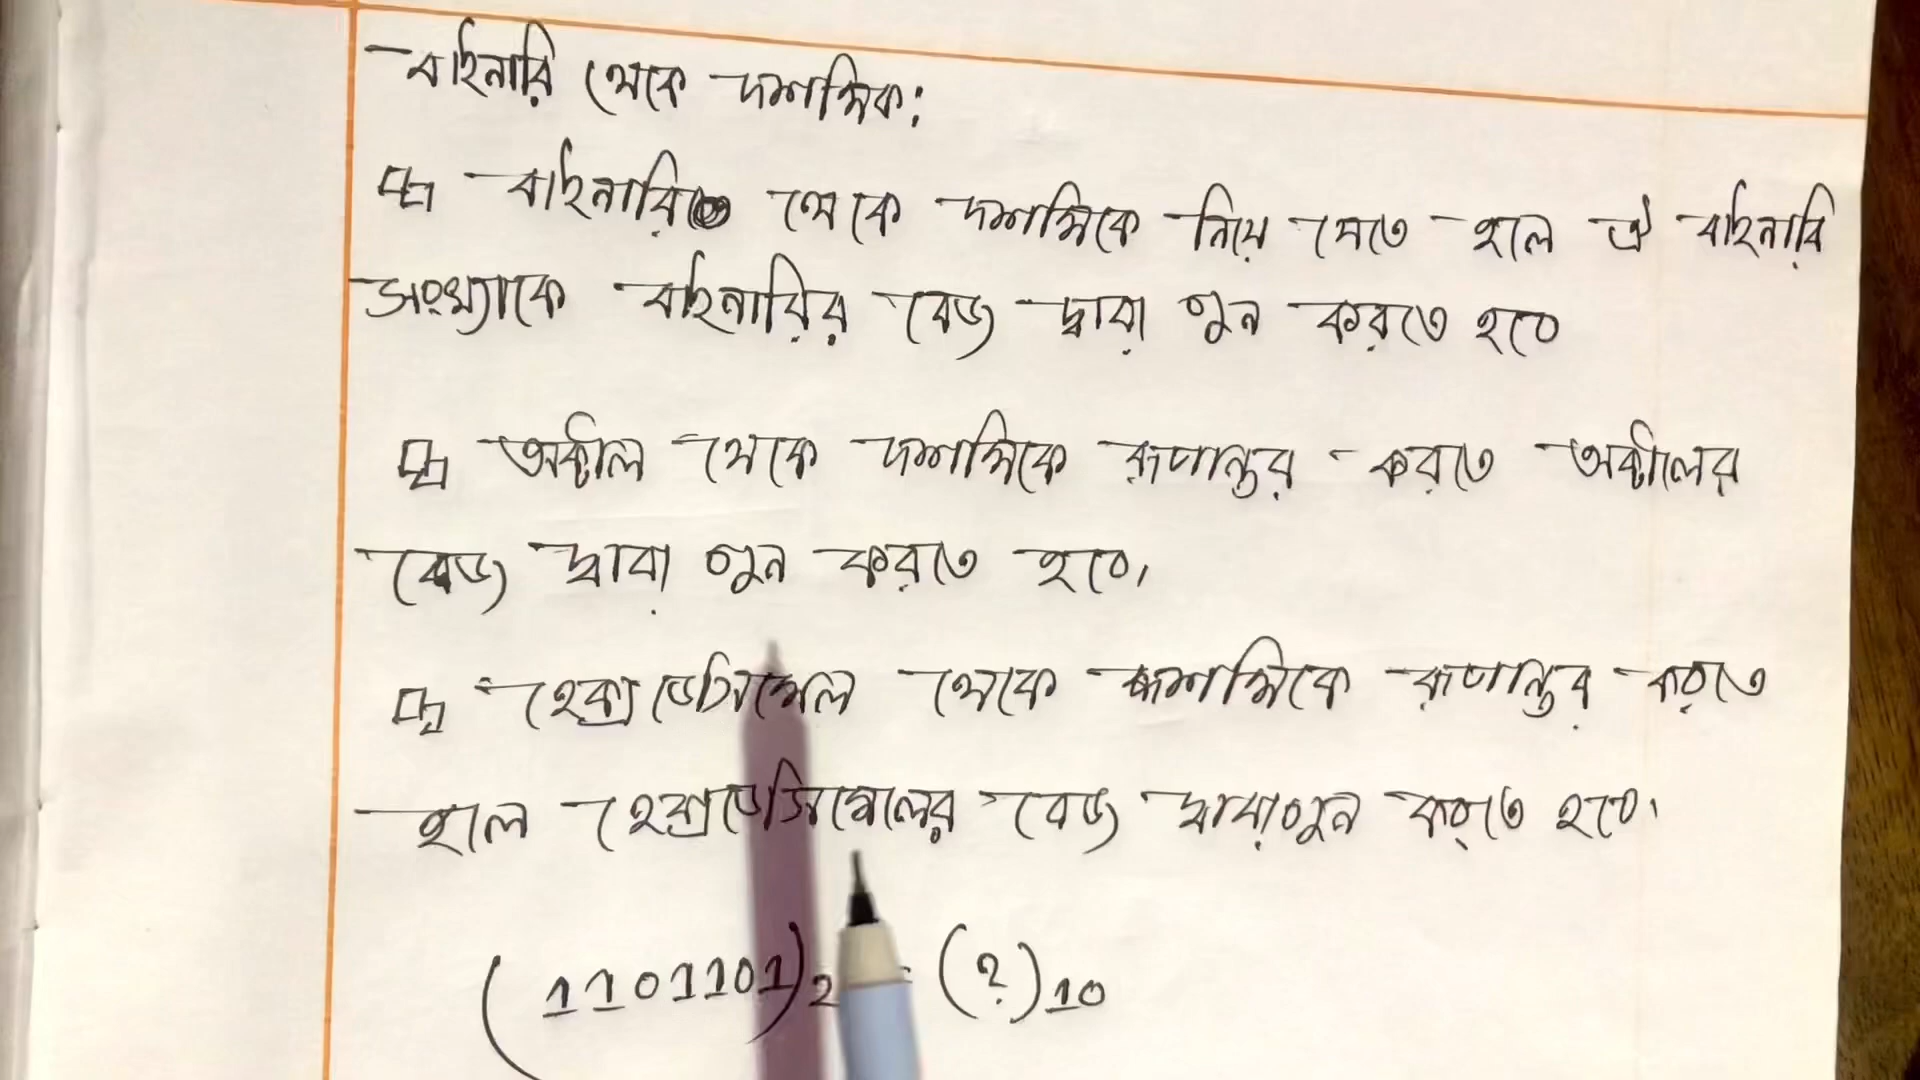 বাইনারি থেকে দশমিক:
বাইনারি থেকে দশমিকে নিয়ে যেতে হলে ঐ বাইনারি
সংখ্যাকে বাইনারির বেজ দ্বারা গুন করতে হবে
অক্টাল থেকে দশমিকে রূপান্তর করতে অক্টালের
বেজ দ্বারা গুন করতে হবে।
হেক্সাডেসিমেল থেকে দশমিকে রূপান্তর করতে
হলে হেক্সাডেসিমেলের বেজ দ্বারা গুন করতে হবে।
(1101101)2 = (?)10